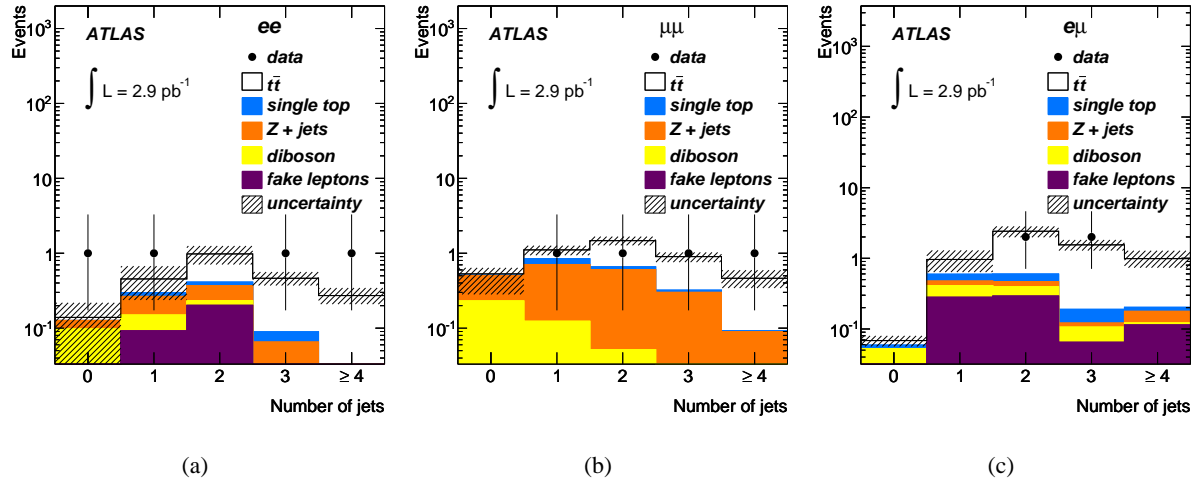 Events
10³
10²
10
1
10⁻¹
ee
ATLAS
∫ L = 2.9 pb⁻¹
data
tt̄
single top
Z + jets
diboson
fake leptons
uncertainty
0 1 2 3 ≥ 4
Number of jets
(a)
Events
10³
10²
10
1
10⁻¹
μμ
ATLAS
∫ L = 2.9 pb⁻¹
data
tt̄
single top
Z + jets
diboson
fake leptons
uncertainty
0 1 2 3 ≥ 4
Number of jets
(b)
Events
10³
10²
10
1
10⁻¹
eμ
ATLAS
∫ L = 2.9 pb⁻¹
data
tt̄
single top
Z + jets
diboson
fake leptons
uncertainty
0 1 2 3 ≥ 4
Number of jets
(c)